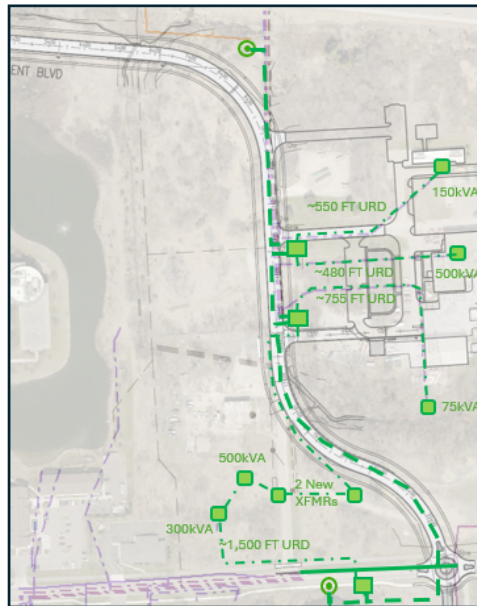 ENT BLVD
150kVA
~550 FT URD
500kVA
~480 FT URD
~755 FT URD
75kVA
500kVA
2 New
XFMRs
300kVA
~1,500 FT URD